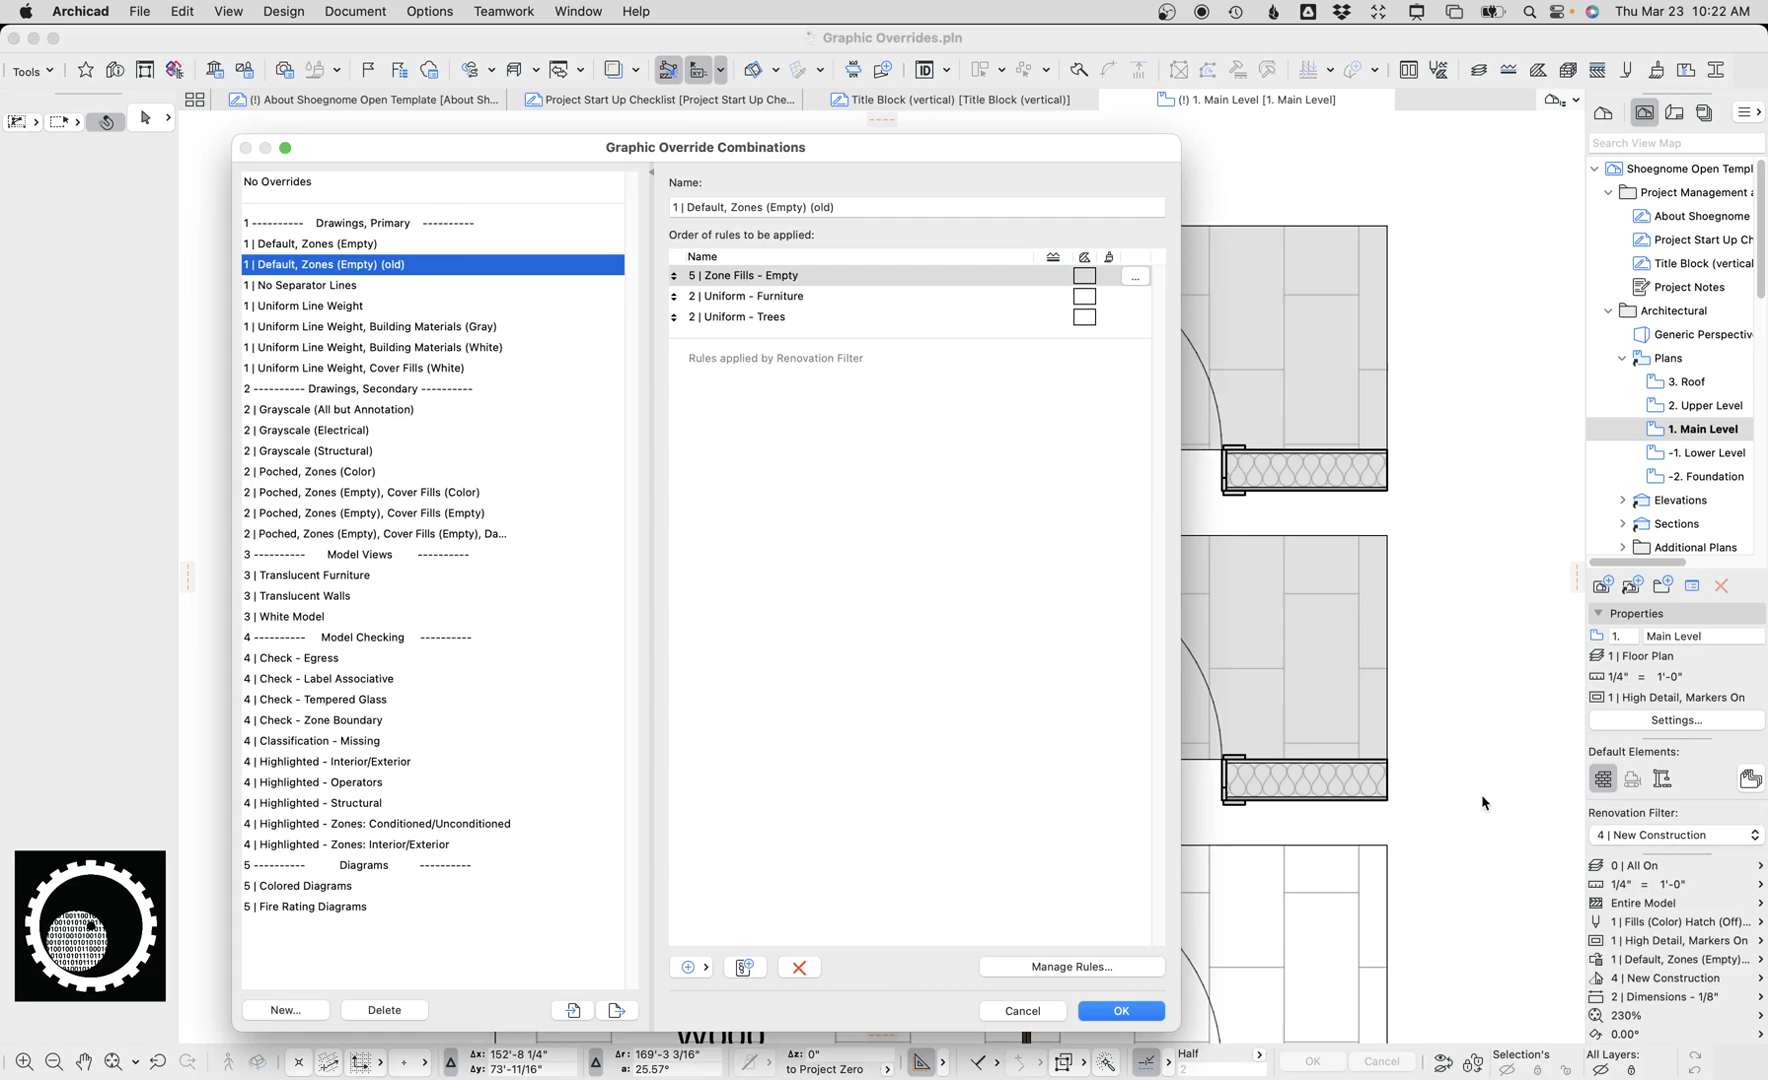 Archicad File Edit View Design Document Options Teamwork Window Help Thu Mar 23 10:22 AM
Graphic Overrides.pln
Tools
(!) About Shoegnome Open Template [About Sh...
Project Start Up Checklist [Project Start Up Che...
Title Block (vertical) [Title Block (vertical)]
(!) 1. Main Level [1. Main Level]
Graphic Override Combinations
No Overrides
1 ---------- Drawings, Primary ----------
1 | Default, Zones (Empty)
1 | Default, Zones (Empty) (old)
1 | No Separator Lines
1 | Uniform Line Weight
1 | Uniform Line Weight, Building Materials (Gray)
1 | Uniform Line Weight, Building Materials (White)
1 | Uniform Line Weight, Cover Fills (White)
2 ---------- Drawings, Secondary ----------
2 | Grayscale (All but Annotation)
2 | Grayscale (Electrical)
2 | Grayscale (Structural)
2 | Poched, Zones (Color)
2 | Poched, Zones (Empty), Cover Fills (Color)
2 | Poched, Zones (Empty), Cover Fills (Empty)
2 | Poched, Zones (Empty), Cover Fills (Empty), Da...
3 ---------- Model Views ----------
3 | Translucent Furniture
3 | Translucent Walls
3 | White Model
4 ---------- Model Checking ----------
4 | Check - Egress
4 | Check - Label Associative
4 | Check - Tempered Glass
4 | Check - Zone Boundary
4 | Classification - Missing
4 | Highlighted - Interior/Exterior
4 | Highlighted - Operators
4 | Highlighted - Structural
4 | Highlighted - Zones: Conditioned/Unconditioned
4 | Highlighted - Zones: Interior/Exterior
5 ---------- Diagrams ----------
5 | Colored Diagrams
5 | Fire Rating Diagrams
New...
Delete
Name:
1 | Default, Zones (Empty) (old)
Order of rules to be applied:
Name
5 | Zone Fills - Empty
...
2 | Uniform - Furniture
2 | Uniform - Trees
Rules applied by Renovation Filter
Manage Rules...
Cancel
OK
Search View Map
Shoegnome Open Templ
Project Management a
About Shoegnome
Project Start Up Ch
Title Block (vertical
Project Notes
Architectural
Generic Perspectiv
Plans
3. Roof
2. Upper Level
1. Main Level
-1. Lower Level
-2. Foundation
Elevations
Sections
Additional Plans
Properties
1. Main Level
1 | Floor Plan
1/4" = 1'-0"
1 | High Detail, Markers On
Settings...
Default Elements:
Renovation Filter:
4 | New Construction
0 | All On
1/4" = 1'-0"
Entire Model
1 | Fills (Color) Hatch (Off)...
1 | High Detail, Markers On
1 | Default, Zones (Empty)...
4 | New Construction
2 | Dimensions - 1/8"
230%
0.00°
Δx: 152'-8 1/4"
Δy: 73'-11/16"
Δr: 169'-3 3/16"
a: 25.57°
Δz: 0"
to Project Zero
Half
2
OK
Cancel
Selection's
All Layers: